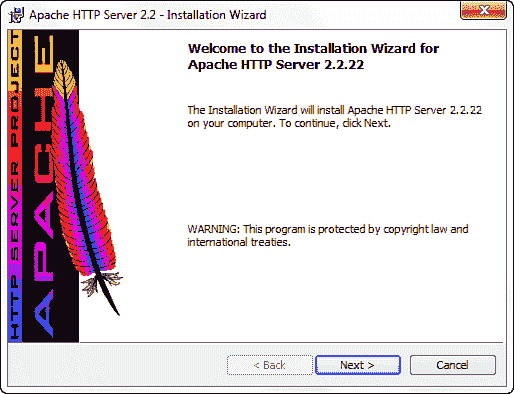 Apache HTTP Server 2.2 - Installation Wizard
X
HTTP SERVER PROJECT
APACHE
Welcome to the Installation Wizard for
Apache HTTP Server 2.2.22
The Installation Wizard will install Apache HTTP Server 2.2.22
on your computer. To continue, click Next.
WARNING: This program is protected by copyright law and
international treaties.
< Back
Next >
Cancel